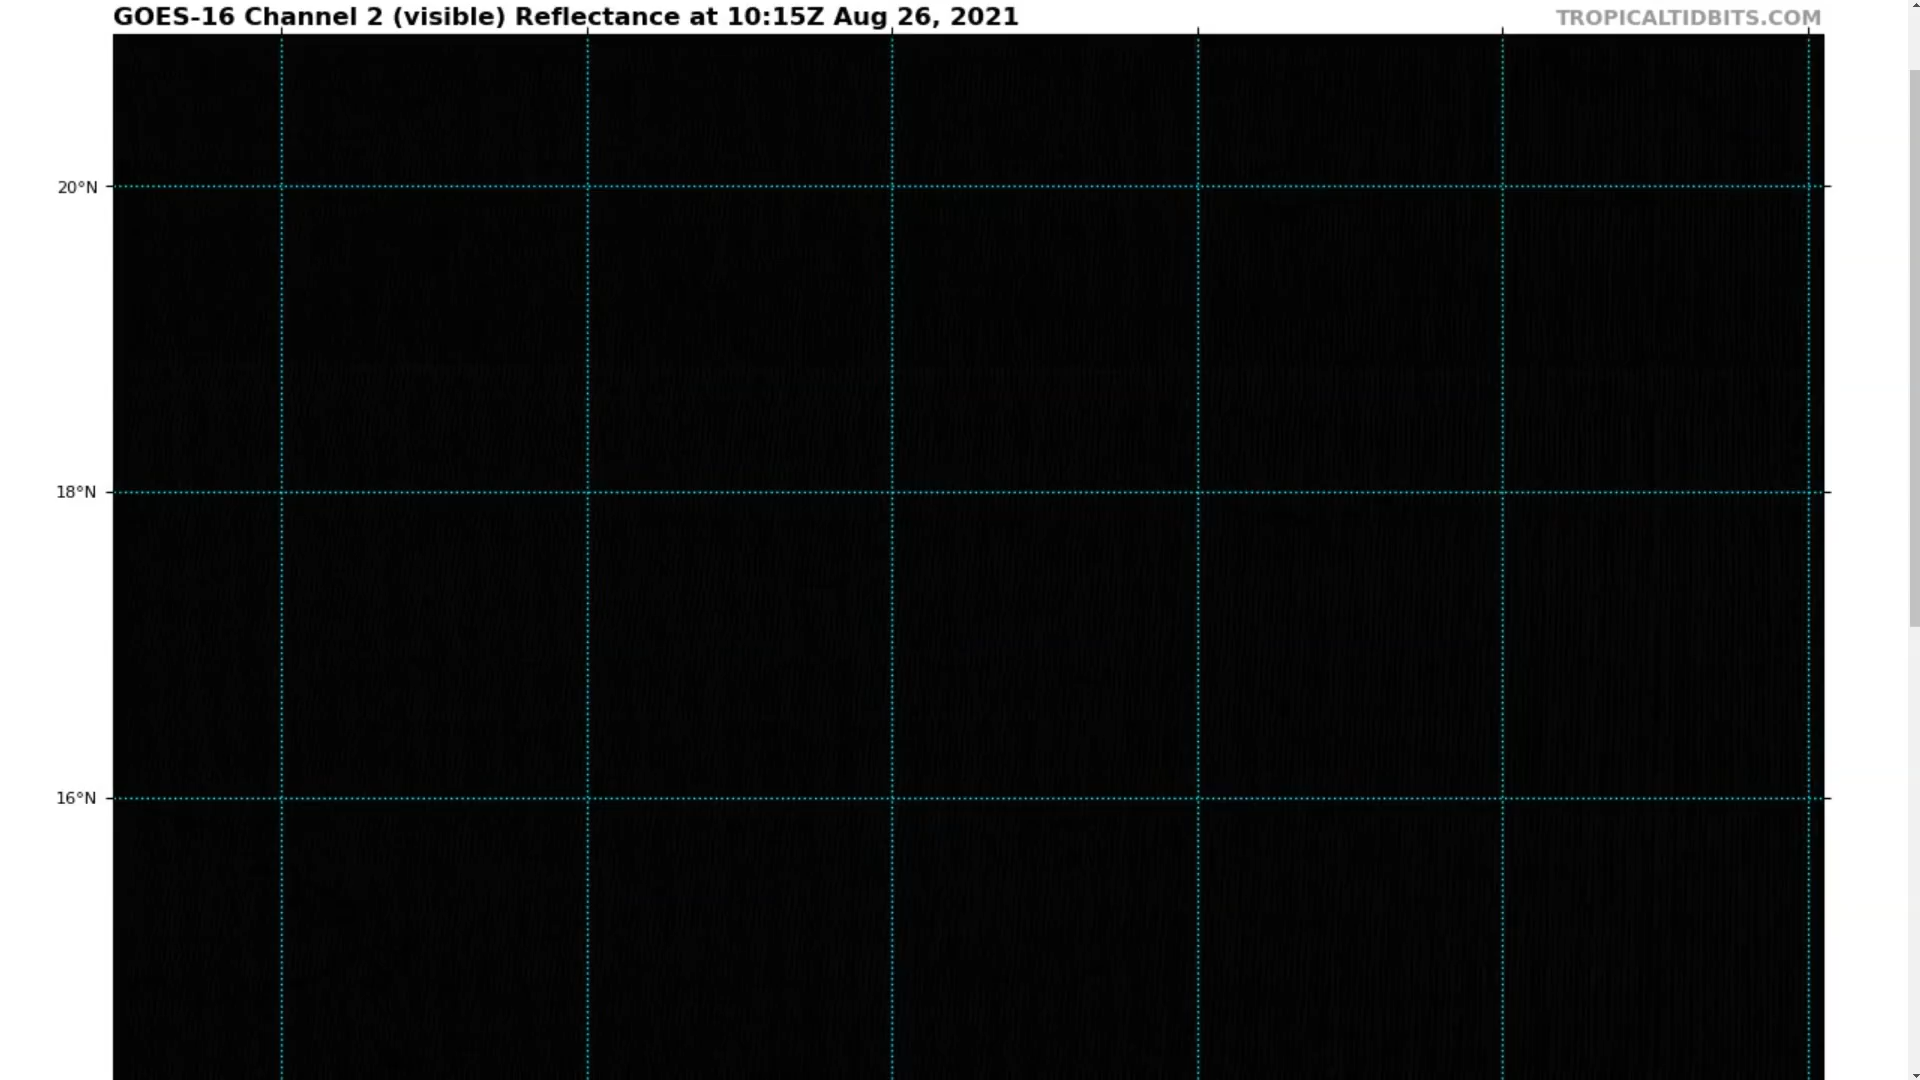 GOES-16 Channel 2 (visible) Reflectance at 10:15Z Aug 26, 2021
TROPICALTIDBITS.COM
20°N
18°N
16°N